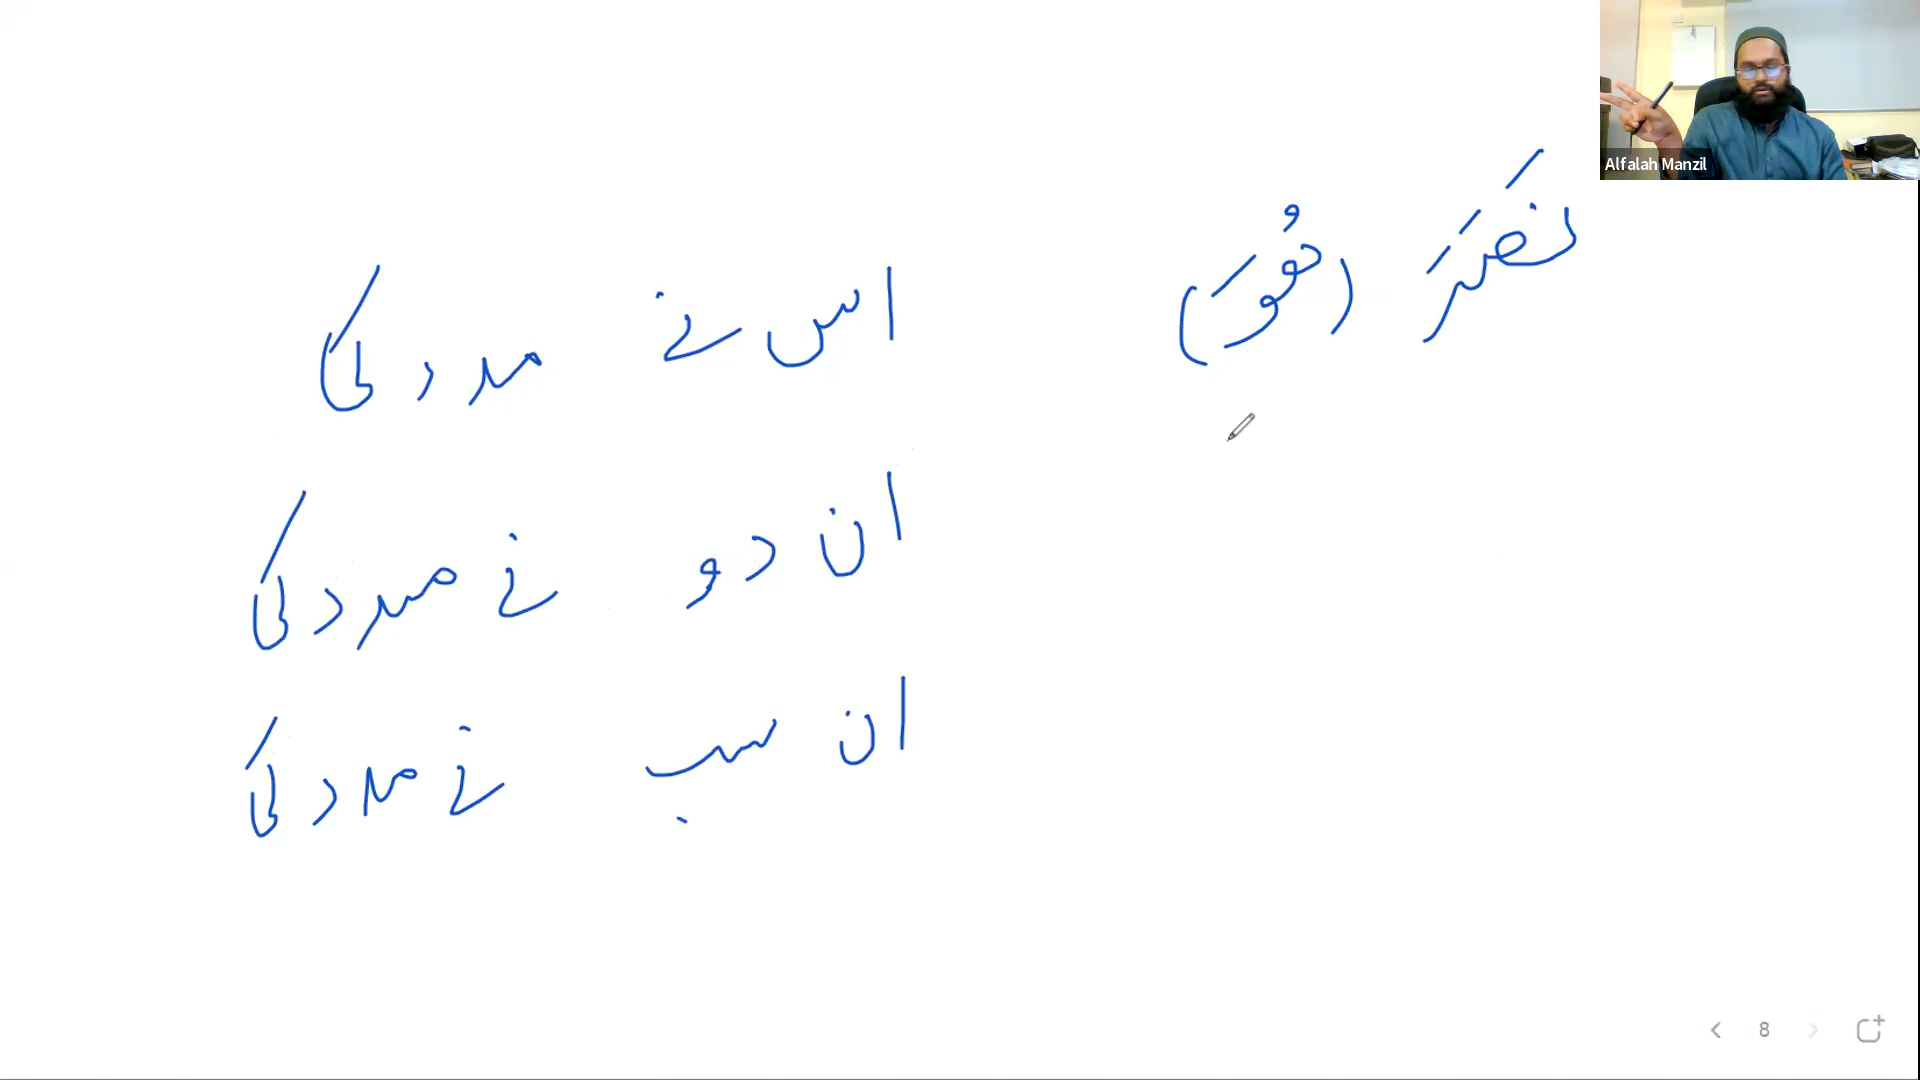 Alfalah Manzil
نَصَرَ (هُوَ) اس نے مدد کی
ان دو نے مدد کی
ان سب نے مدد کی
8